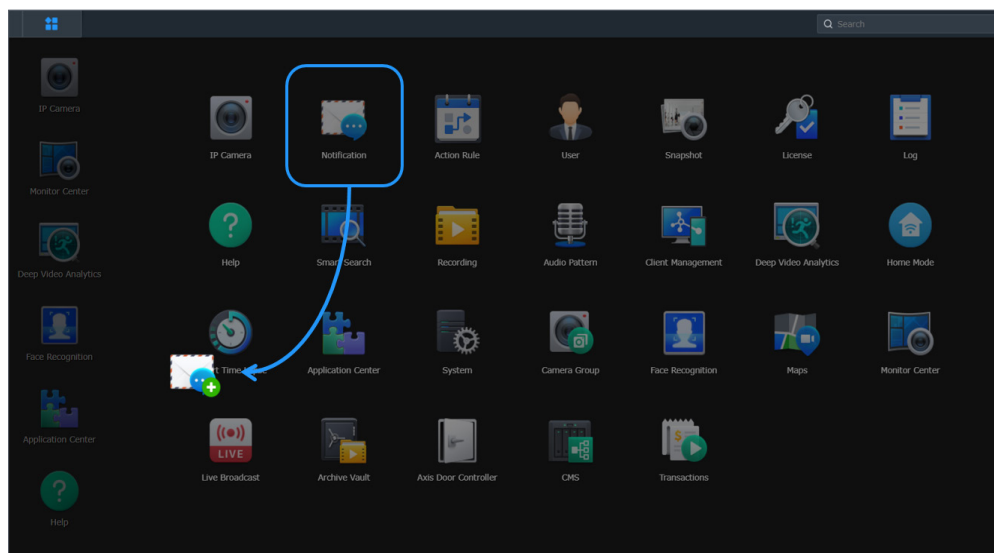 Search
IP Camera
Monitor Center
Deep Video Analytics
Face Recognition
Application Center
Help
IP Camera
Notification
Action Rule
User
Snapshot
License
Log
Help
Smart Search
Recording
Audio Pattern
Client Management
Deep Video Analytics
Home Mode
Time
Application Center
System
Camera Group
Face Recognition
Maps
Monitor Center
LIVE
Live Broadcast
Archive Vault
Axis Door Controller
CMS
Transactions